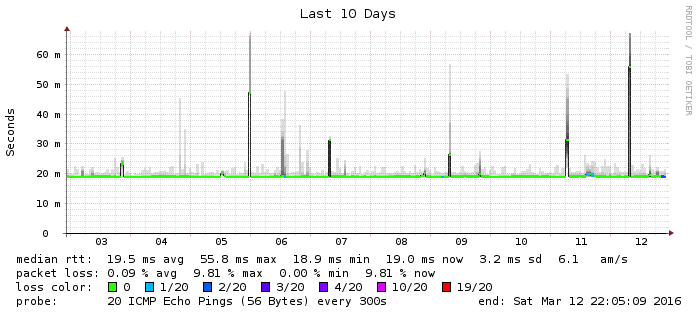 Last 10 Days
RRDTOOL / TOBI OETIKER
Seconds
60 m
50 m
40 m
30 m
20 m
10 m
0
03 04 05 06 07 08 09 10 11 12
median rtt: 19.5 ms avg 55.8 ms max 18.9 ms min 19.0 ms now 3.2 ms sd 6.1 am/s
packet loss: 0.09 % avg 9.81 % max 0.00 % min 9.81 % now
loss color: 0 1/20 2/20 3/20 4/20 10/20 19/20
probe: 20 ICMP Echo Pings (56 Bytes) every 300s end: Sat Mar 12 22:05:09 2016